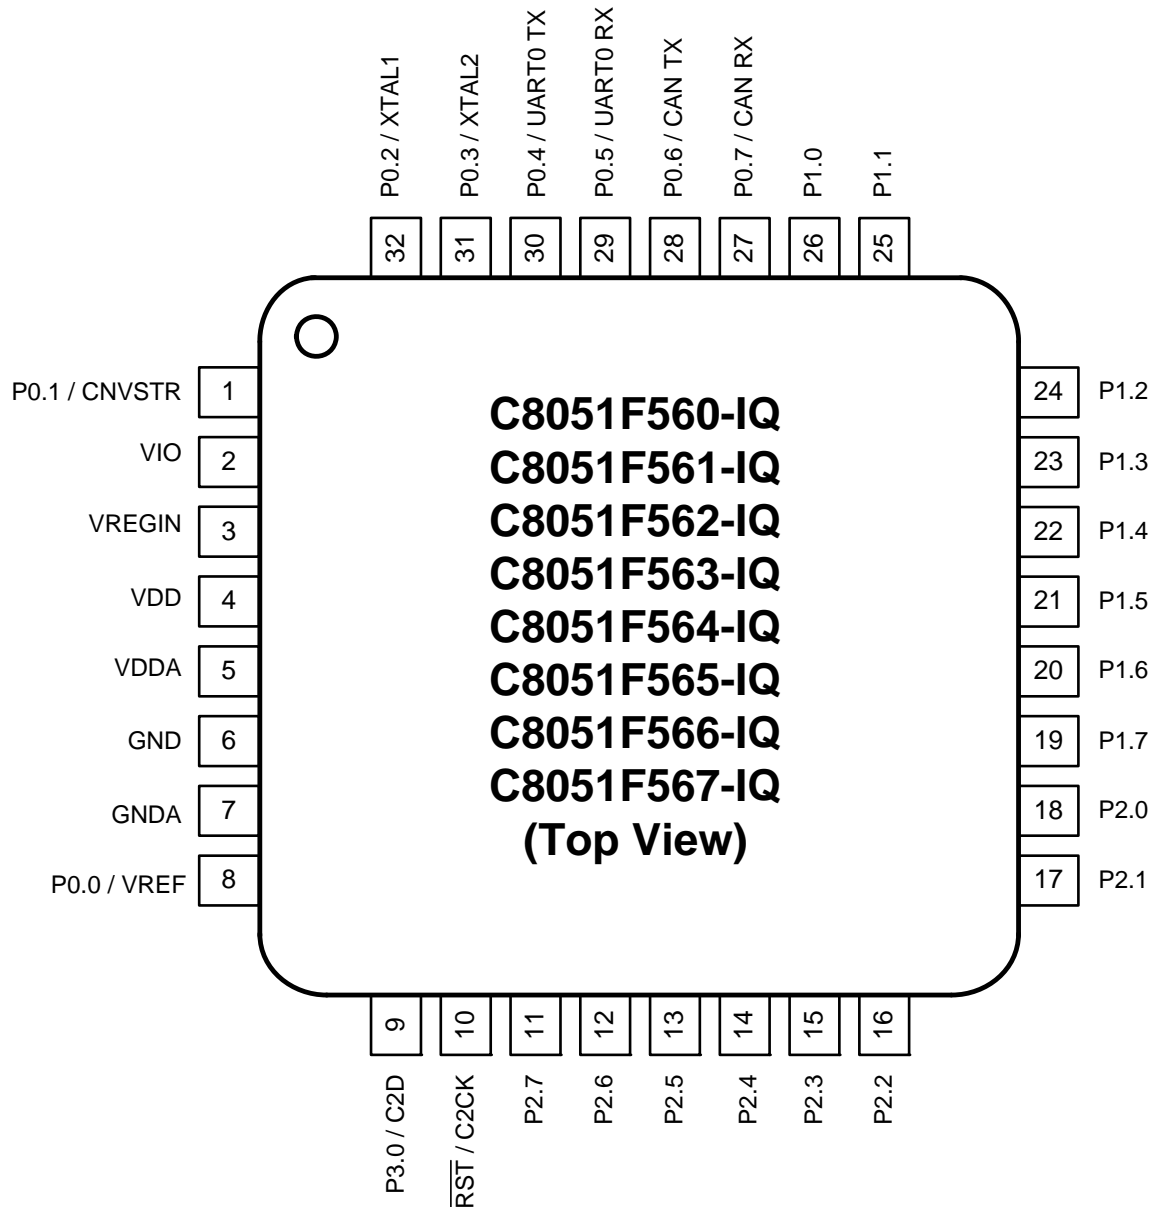 P0.2 / XTAL1
P0.3 / XTAL2
P0.4 / UART0 TX
P0.5 / UART0 RX
P0.6 / CAN TX
P0.7 / CAN RX
P1.0
P1.1
32
31
30
29
28
27
26
25
P0.1 / CNVSTR
1
VIO
2
VREGIN
3
VDD
4
VDDA
5
GND
6
GNDA
7
P0.0 / VREF
8
C8051F560-IQ
C8051F561-IQ
C8051F562-IQ
C8051F563-IQ
C8051F564-IQ
C8051F565-IQ
C8051F566-IQ
C8051F567-IQ
(Top View)
24
P1.2
23
P1.3
22
P1.4
21
P1.5
20
P1.6
19
P1.7
18
P2.0
17
P2.1
9
10
11
12
13
14
15
16
P3.0 / C2D
R̅S̅T̅ / C2CK
P2.7
P2.6
P2.5
P2.4
P2.3
P2.2